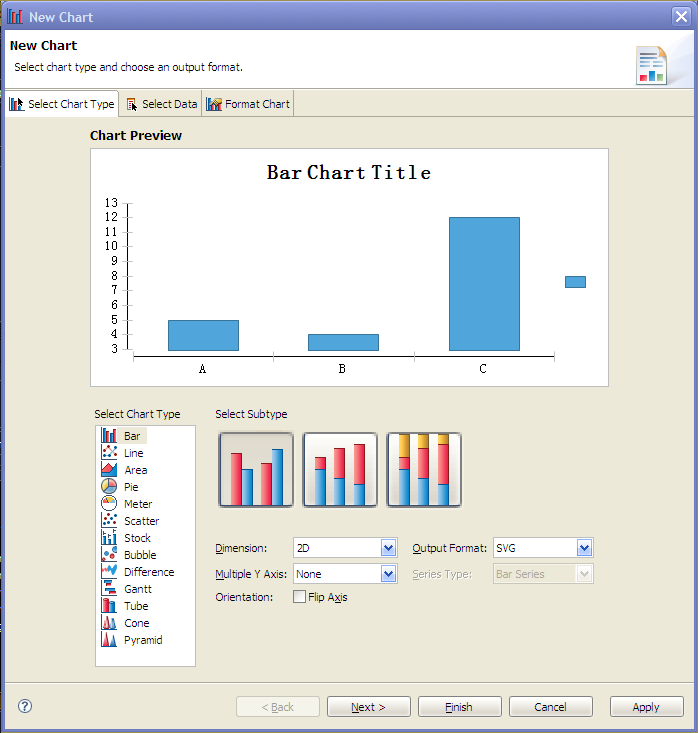 New Chart
New Chart
Select chart type and choose an output format.
Select Chart Type Select Data Format Chart
Chart Preview
Bar Chart Title
13
12
11
10
9
8
7
6
5
4
3
A B C
Select Chart Type Select Subtype
Bar
Line
Area
Pie
Meter
Scatter
Stock
Bubble
Difference
Gantt
Tube
Cone
Pyramid
Dimension: 2D Output Format: SVG
Multiple Y Axis: None Series Type: Bar Series
Orientation: Flip Axis
? < Back Next > Finish Cancel Apply